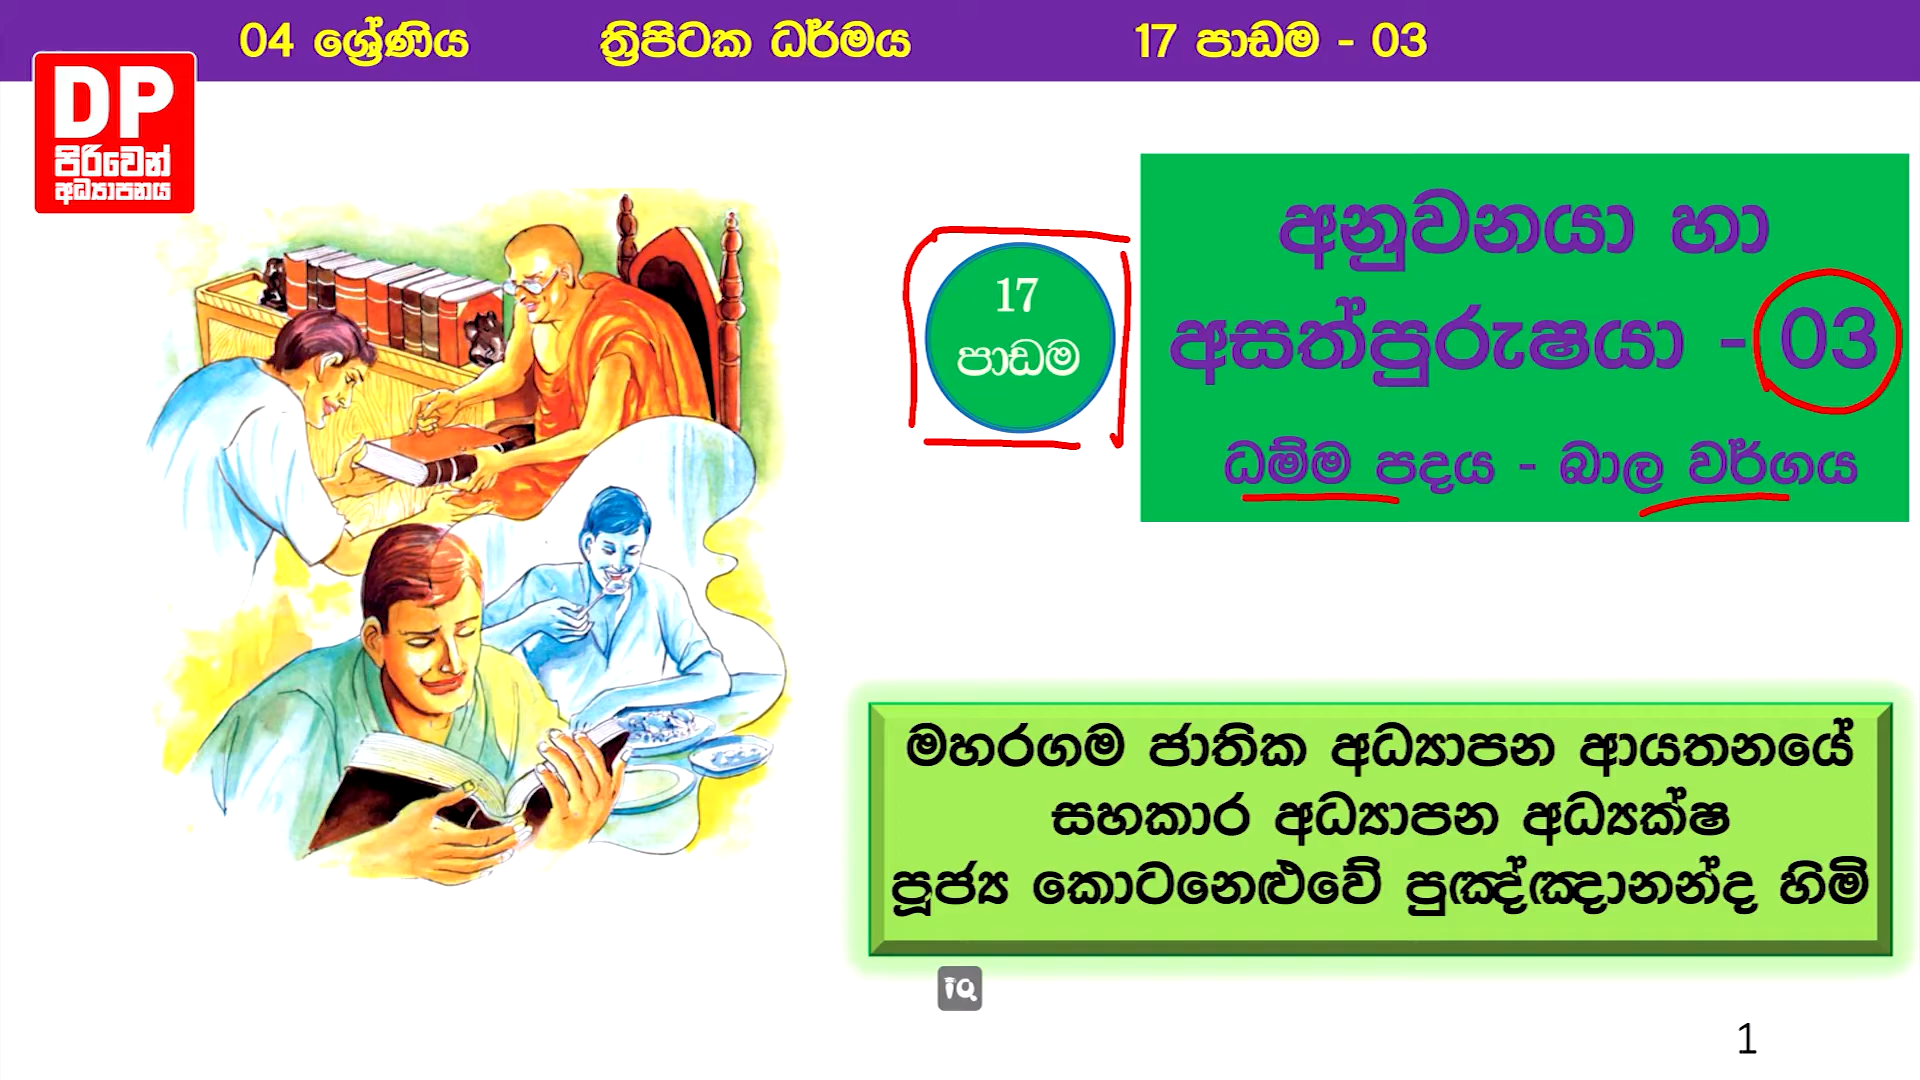 04 ශ්‍රේණිය ත්‍රිපිටක ධර්මය 17 පාඩම - 03
DP
පිරිවෙන්
අධ්‍යාපනය
17
පාඩම
අනුවනයා හා
අසත්පුරුෂයා - 03
ධම්ම පදය - බාල වර්ගය
මහරගම ජාතික අධ්‍යාපන ආයතනයේ
සහකාර අධ්‍යාපන අධ්‍යක්ෂ
පූජ්‍ය කොටනෙළුවේ පුඤ්ඤානන්ද හිමි
iQ
1